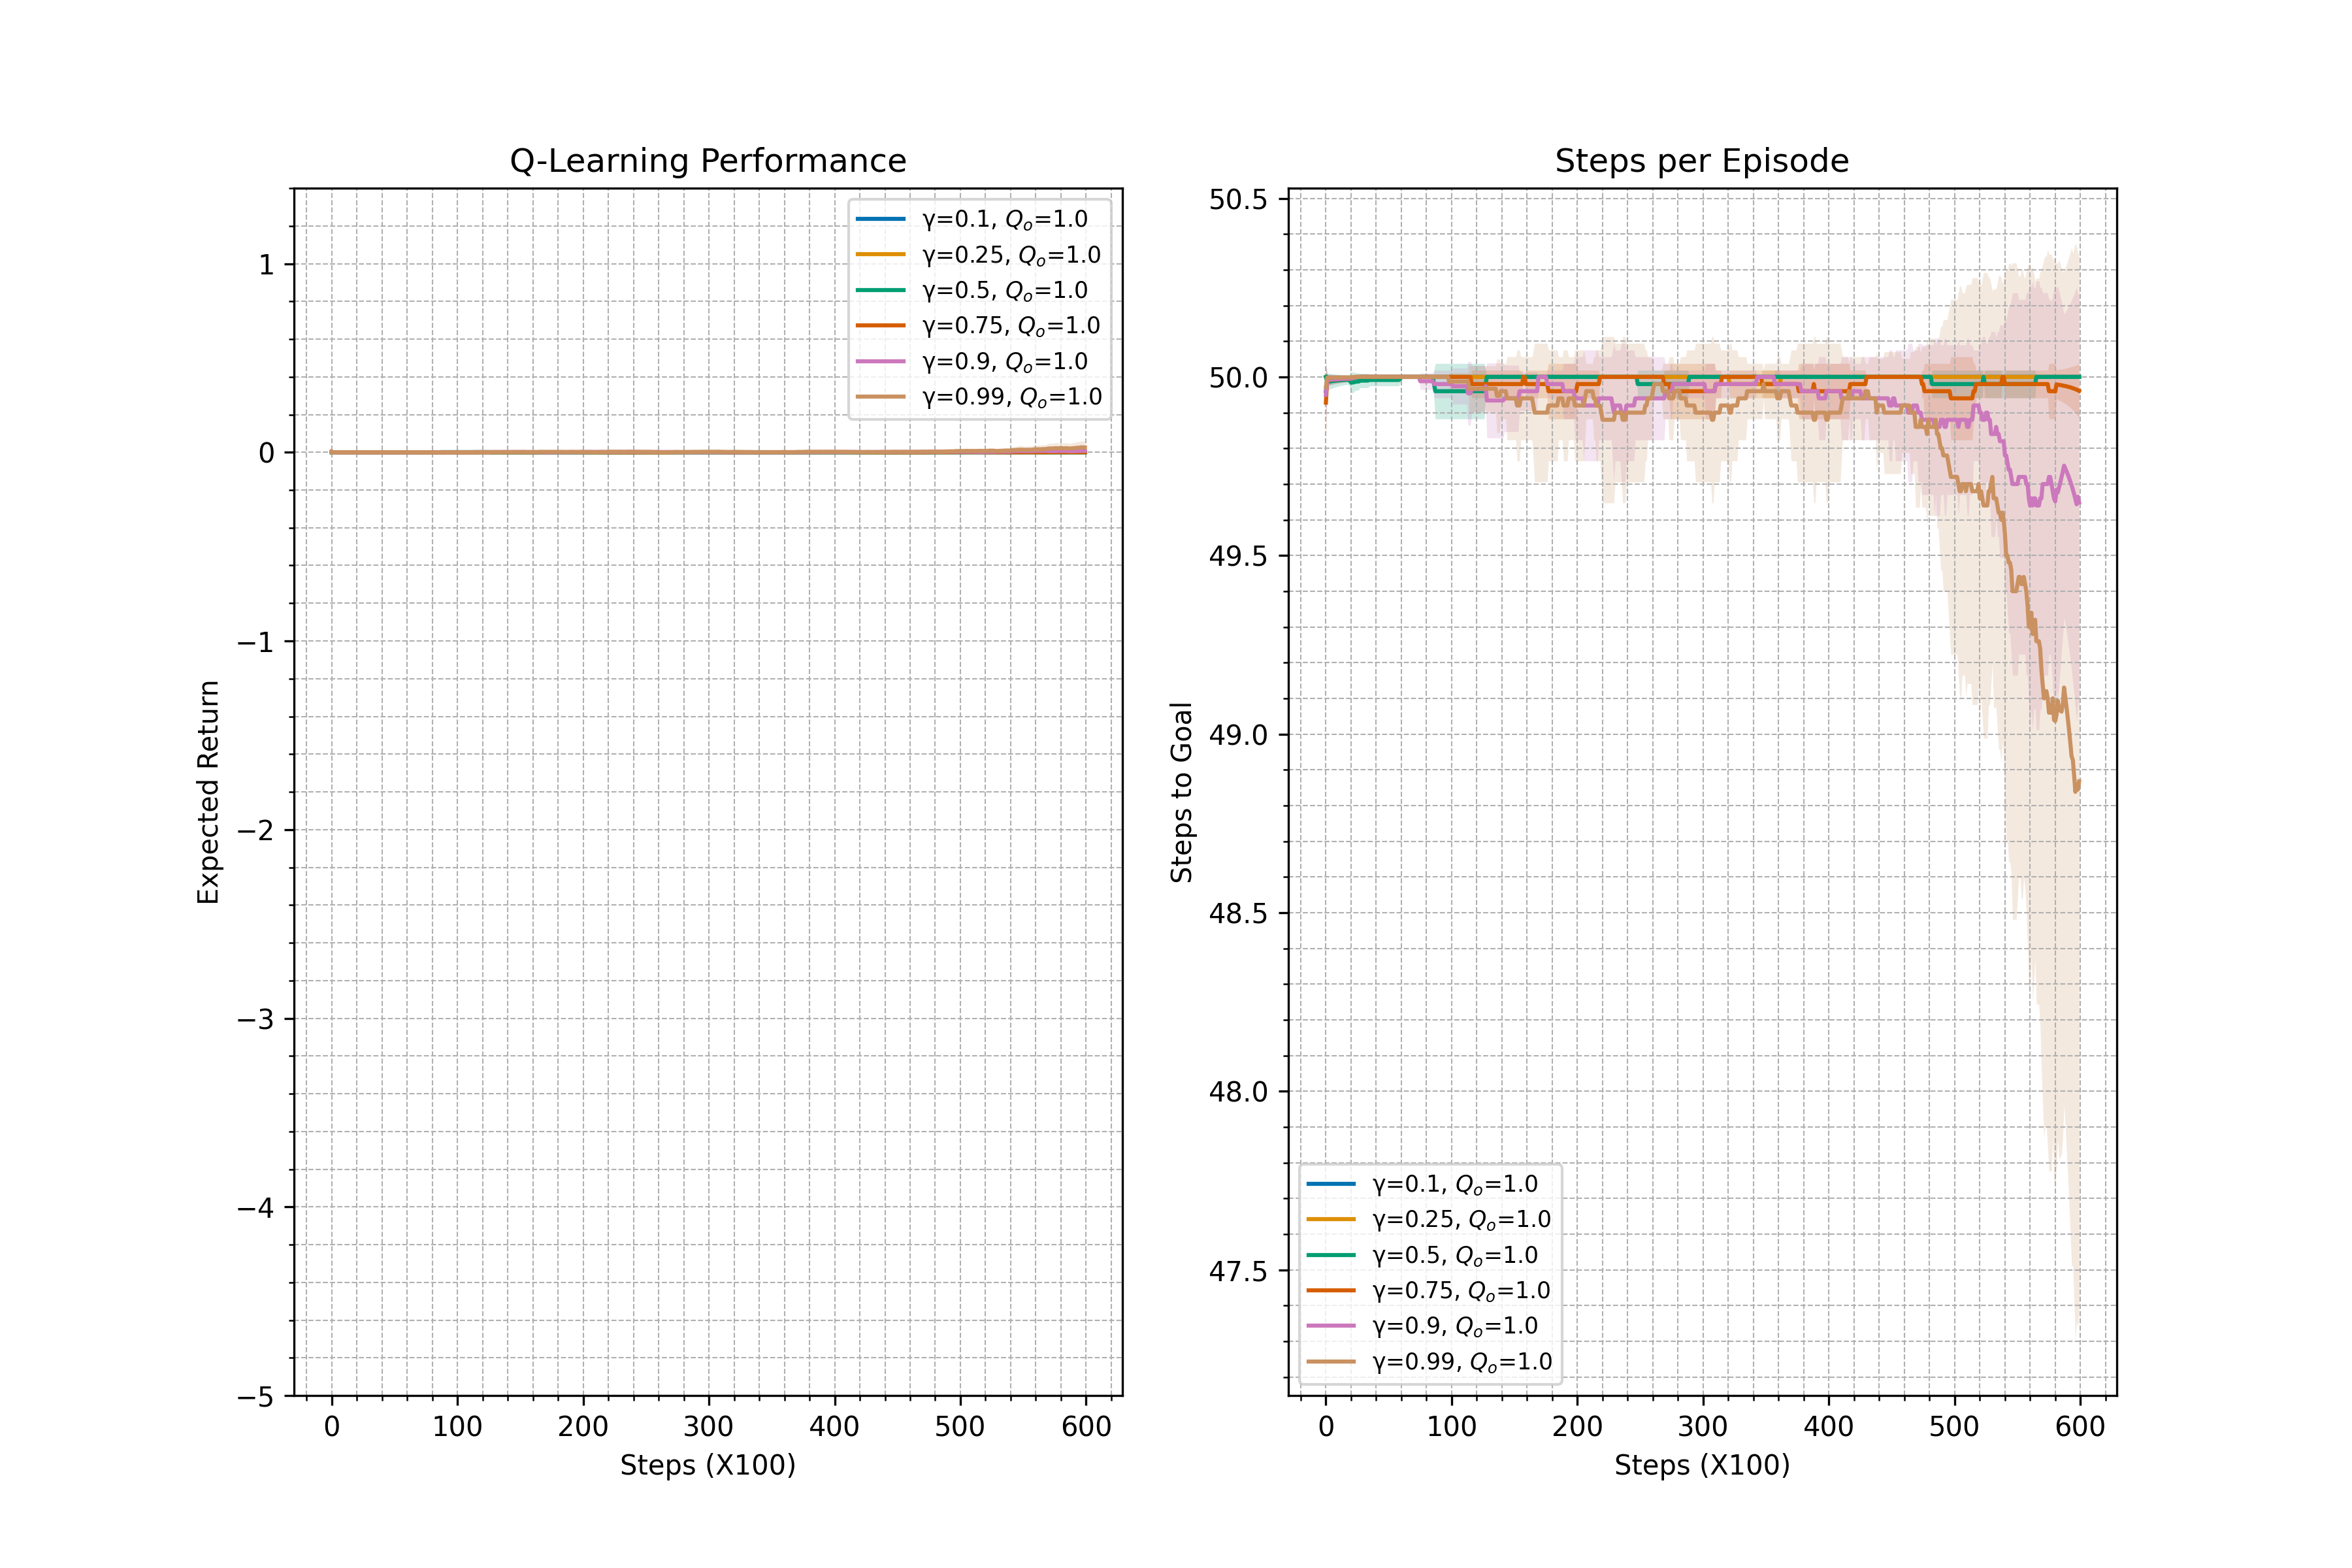 Q-Learning Performance
1
0
−1
−2
−3
−4
−5
Expected Return
0 100 200 300 400 500 600
Steps (X100)
γ=0.1, Qo=1.0
γ=0.25, Qo=1.0
γ=0.5, Qo=1.0
γ=0.75, Qo=1.0
γ=0.9, Qo=1.0
γ=0.99, Qo=1.0
Steps per Episode
50.5
50.0
49.5
49.0
48.5
48.0
47.5
Steps to Goal
0 100 200 300 400 500 600
Steps (X100)
γ=0.1, Qo=1.0
γ=0.25, Qo=1.0
γ=0.5, Qo=1.0
γ=0.75, Qo=1.0
γ=0.9, Qo=1.0
γ=0.99, Qo=1.0